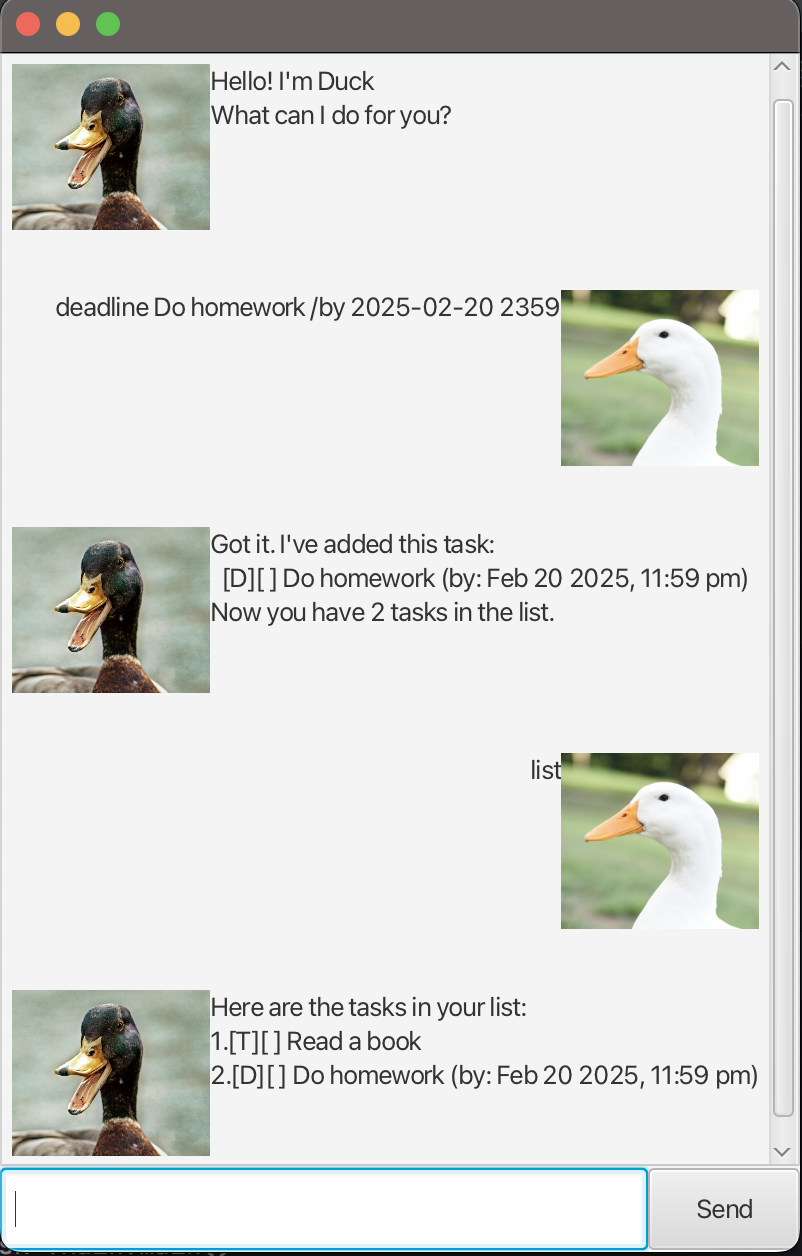 Hello! I'm Duck
What can I do for you?
deadline Do homework /by 2025-02-20 2359
Got it. I've added this task:
[D][ ] Do homework (by: Feb 20 2025, 11:59 pm)
Now you have 2 tasks in the list.
list
Here are the tasks in your list:
1.[T][ ] Read a book
2.[D][ ] Do homework (by: Feb 20 2025, 11:59 pm)
Send